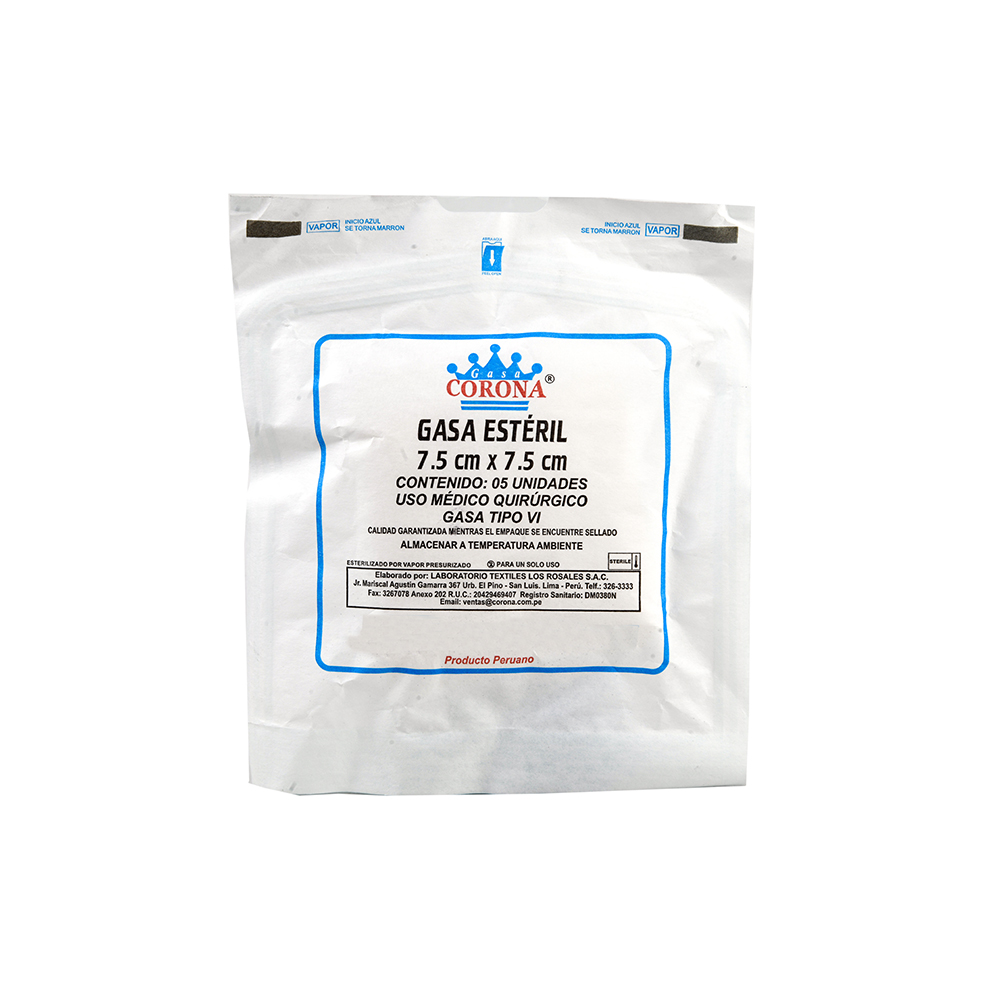 VAPOR
INICIO AZUL
SE TORNA MARRON
INICIO AZUL
SE TORNA MARRON
VAPOR
Gasa
CORONA®
GASA ESTÉRIL
7.5 cm x 7.5 cm
CONTENIDO: 05 UNIDADES
USO MÉDICO QUIRÚRGICO
GASA TIPO VI
CALIDAD GARANTIZADA MIENTRAS EL EMPAQUE SE ENCUENTRE SELLADO
ALMACENAR A TEMPERATURA AMBIENTE
ESTERILIZADO POR VAPOR PRESURIZADO
PARA UN SOLO USO
STERILE
Elaborado por: LABORATORIO TEXTILES LOS ROSALES S.A.C.
Jr. Mariscal Agustin Gamarra 367 Urb. El Pino - San Luis. Lima - Perú. Telf.: 326-3333
Fax: 3267078 Anexo 202 R.U.C.: 20429469407 Registro Sanitario: DM0380N
Email: ventas@corona.com.pe
Producto Peruano